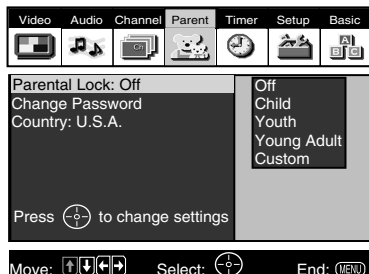 Video Audio Channel Parent Timer Setup Basic
Ch
A
B C
Parental Lock: Off
Change Password
Country: U.S.A.
Off
Child
Youth
Young Adult
Custom
Press to change settings
Move: Select: End: MENU